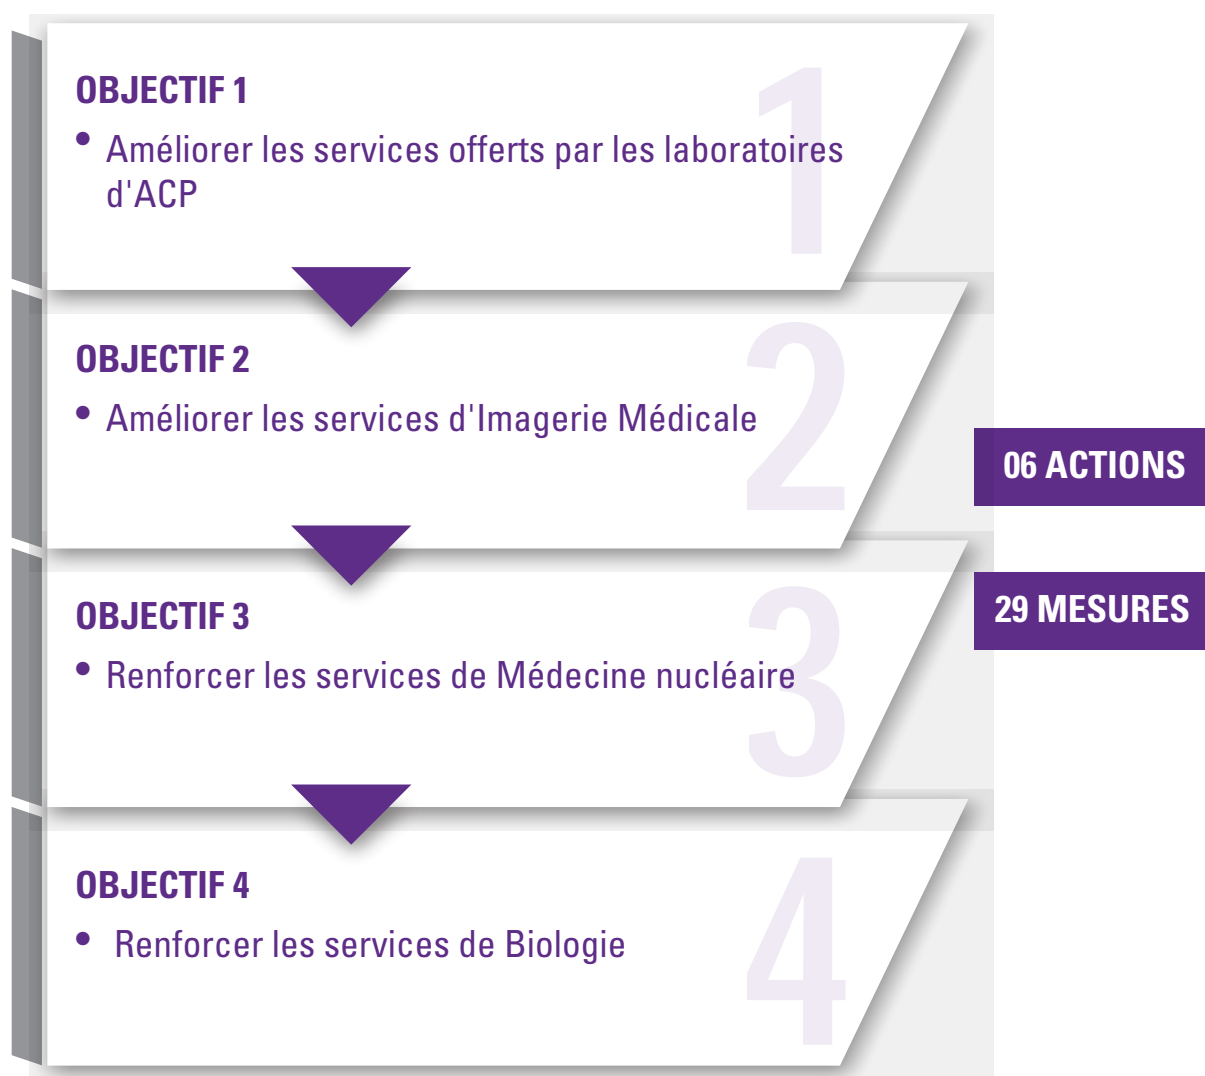 OBJECTIF 1
1
• Améliorer les services offerts par les laboratoires
d'ACP
OBJECTIF 2
2
• Améliorer les services d'Imagerie Médicale
06 ACTIONS
OBJECTIF 3
3
29 MESURES
• Renforcer les services de Médecine nucléaire
OBJECTIF 4
4
• Renforcer les services de Biologie